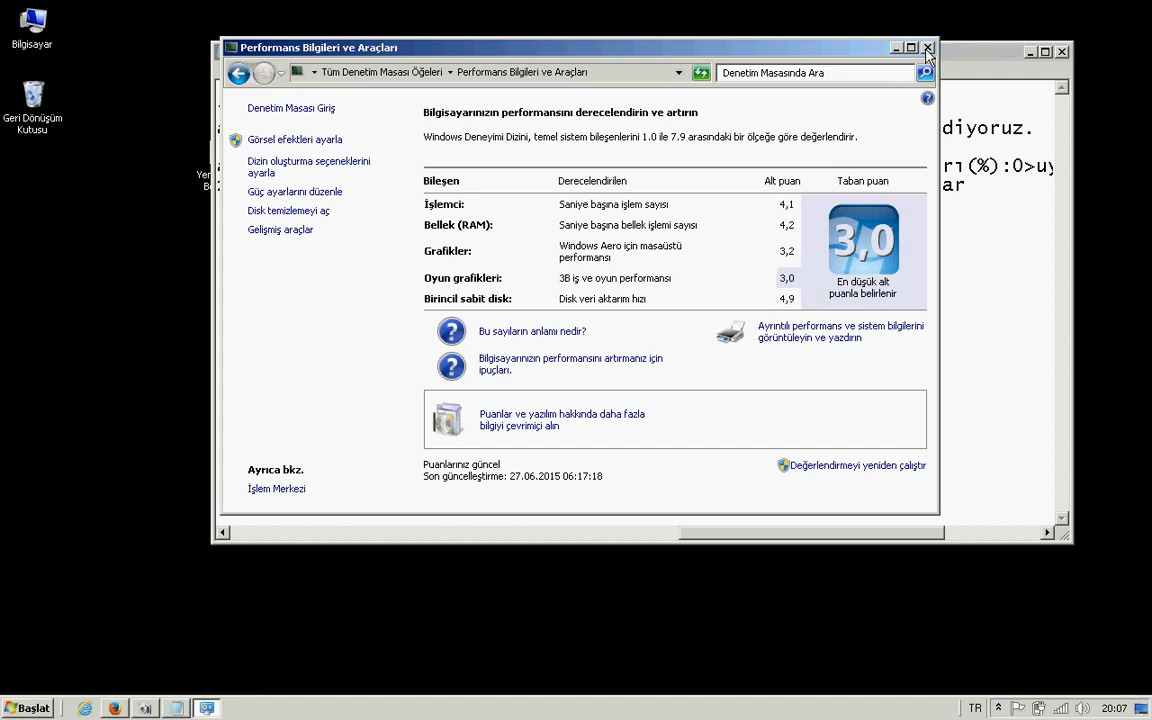 Bilgisayar
Geri Dönüşüm
Kutusu
Performans Bilgileri ve Araçları
Tüm Denetim Masası Öğeleri
Performans Bilgileri ve Araçları
Denetim Masasında Ara
Denetim Masası Giriş
Görsel efektleri ayarla
Dizin oluşturma seçeneklerini
ayarla
Güç ayarlarını düzenle
Disk temizlemeyi aç
Gelişmiş araçlar
Ayrıca bkz.
İşlem Merkezi
Bilgisayarınızın performansını derecelendirin ve artırın
Windows Deneyimi Dizini, temel sistem bileşenlerini 1.0 ile 7.9 arasındaki bir ölçeğe göre değerlendirir.
Bileşen Derecelendirilen Alt puan Taban puan
İşlemci: Saniye başına işlem sayısı 4,1
Bellek (RAM): Saniye başına bellek işlemi sayısı 4,2
Grafikler: Windows Aero için masaüstü
performansı 3,2
Oyun grafikleri: 3B iş ve oyun performansı 3,0
Birincil sabit disk: Disk veri aktarım hızı 4,9
3,0
En düşük alt
puanla belirlenir
Bu sayıların anlamı nedir?
Bilgisayarınızın performansını artırmanız için
ipuçları.
Ayrıntılı performans ve sistem bilgilerini
görüntüleyin ve yazdırın
Puanlar ve yazılım hakkında daha fazla
bilgiyi çevrimiçi alın
Puanlarınız güncel
Son güncelleştirme: 27.06.2015 06:17:18
Değerlendirmeyi yeniden çalıştır
diyoruz.
rı(%):0>uy
ar
Başlat
TR
20:07